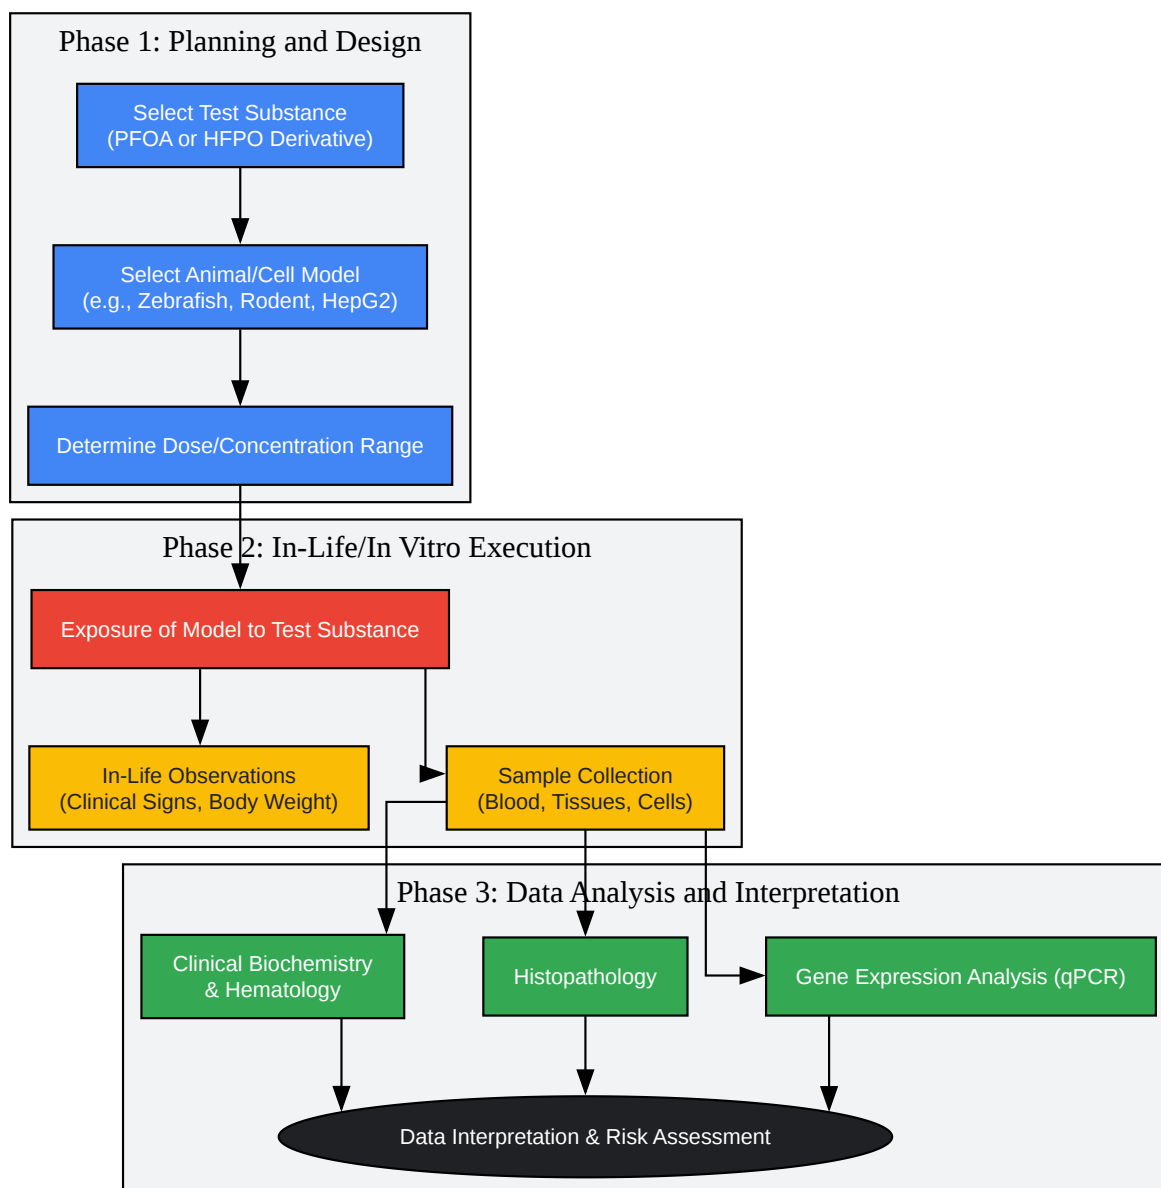 Phase 1: Planning and Design
Select Test Substance
(PFOA or HFPO Derivative)
Select Animal/Cell Model
(e.g., Zebrafish, Rodent, HepG2)
Determine Dose/Concentration Range
Phase 2: In-Life/In Vitro Execution
Exposure of Model to Test Substance
In-Life Observations
(Clinical Signs, Body Weight)
Sample Collection
(Blood, Tissues, Cells)
Phase 3: Data Analysis and Interpretation
Clinical Biochemistry
& Hematology
Histopathology
Gene Expression Analysis (qPCR)
Data Interpretation & Risk Assessment